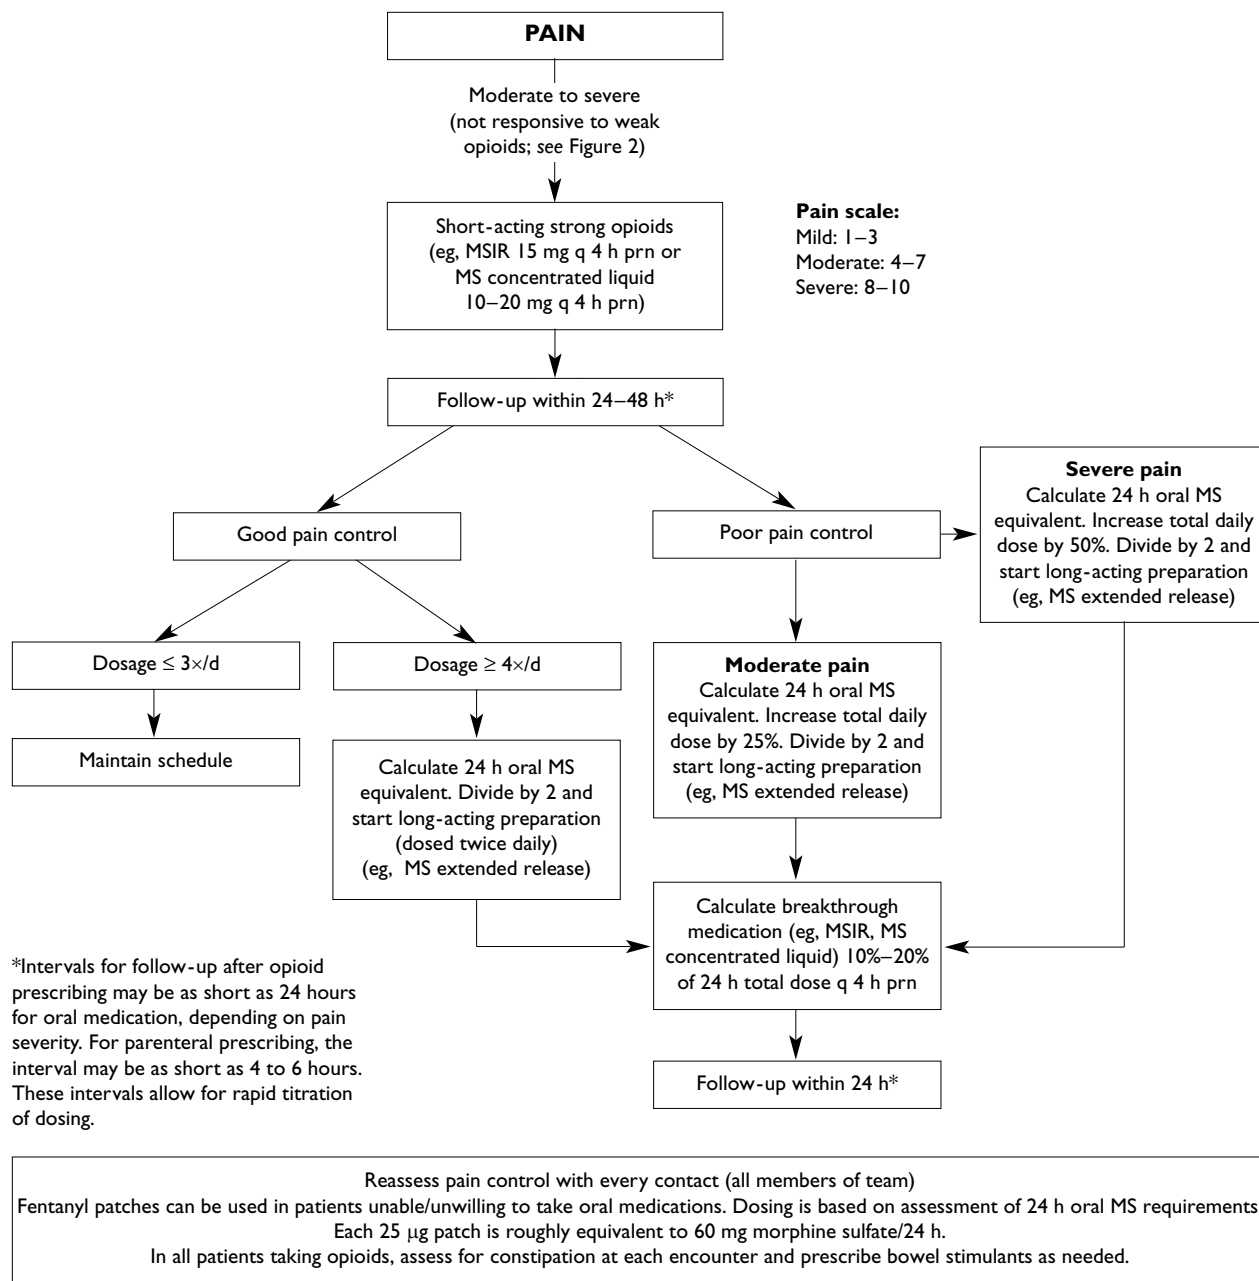 PAIN
Moderate to severe
(not responsive to weak
opioids; see Figure 2)
Short-acting strong opioids
(eg, MSIR 15 mg q 4 h prn or
MS concentrated liquid
10–20 mg q 4 h prn)
Pain scale:
Mild: 1–3
Moderate: 4–7
Severe: 8–10
Follow-up within 24–48 h*
Good pain control
Poor pain control
Severe pain
Calculate 24 h oral MS
equivalent. Increase total daily
dose by 50%. Divide by 2 and
start long-acting preparation
(eg, MS extended release)
Dosage ≤ 3×/d
Dosage ≥ 4×/d
Maintain schedule
Calculate 24 h oral MS
equivalent. Divide by 2 and
start long-acting preparation
(dosed twice daily)
(eg, MS extended release)
Moderate pain
Calculate 24 h oral MS
equivalent. Increase total daily
dose by 25%. Divide by 2 and
start long-acting preparation
(eg, MS extended release)
Calculate breakthrough
medication (eg, MSIR, MS
concentrated liquid) 10%–20%
of 24 h total dose q 4 h prn
Follow-up within 24 h*
*Intervals for follow-up after opioid
prescribing may be as short as 24 hours
for oral medication, depending on pain
severity. For parenteral prescribing, the
interval may be as short as 4 to 6 hours.
These intervals allow for rapid titration
of dosing.
Reassess pain control with every contact (all members of team)
Fentanyl patches can be used in patients unable/unwilling to take oral medications. Dosing is based on assessment of 24 h oral MS requirements
Each 25 μg patch is roughly equivalent to 60 mg morphine sulfate/24 h.
In all patients taking opioids, assess for constipation at each encounter and prescribe bowel stimulants as needed.